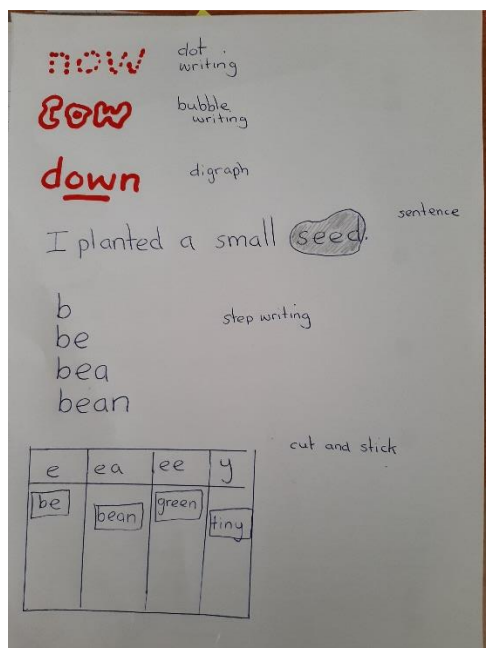 now dot
writing
cow bubble
writing
down digraph
sentence
I planted a small seed.
b
step writing
be
bea
bean
cut and stick
e ea ee y
be bean green tiny